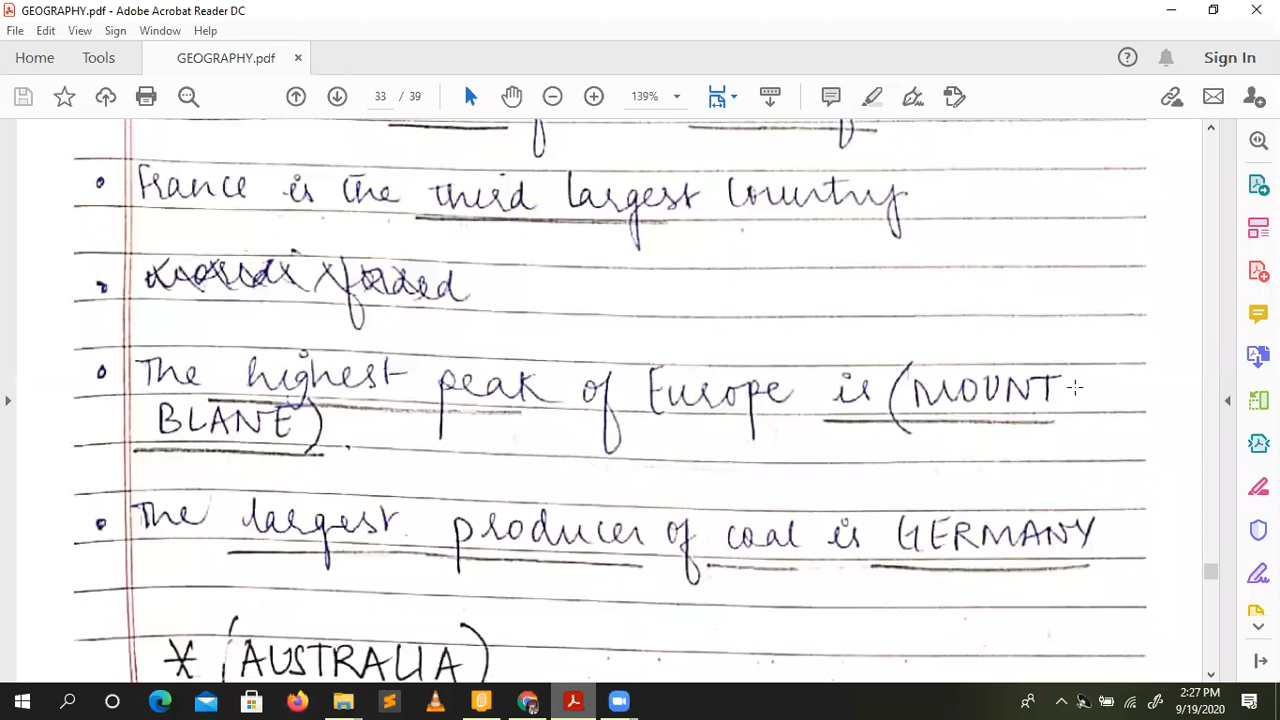 GEOGRAPHY.pdf - Adobe Acrobat Reader DC
File Edit View Sign Window Help
Home Tools GEOGRAPHY.pdf × Sign In
33 / 39 139%
• France is the third largest country
•
• The highest peak of Europe is (MOUNT
BLANE).
• The largest producer of coal is GERMANY
* (AUSTRALIA)
2:27 PM
9/19/2020